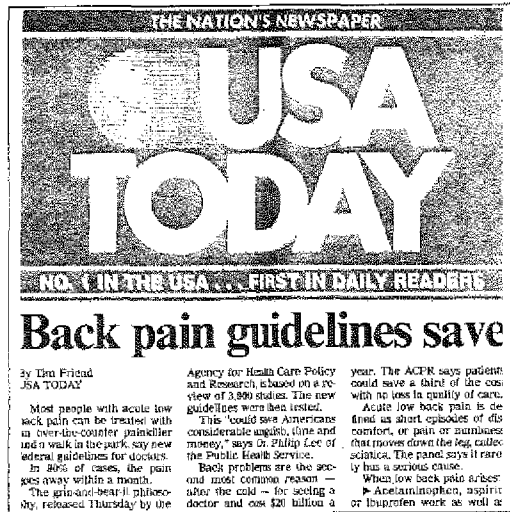 THE NATION'S NEWSPAPER
USA
TODAY
NO. 1 IN THE USA . . . FIRST IN DAILY READERS
Back pain guidelines save
By Tim Friend
USA TODAY
Most people with acute low
back pain can be treated with
an over-the-counter painkiller
and a walk in the park, say new
federal guidelines for doctors.
In 80% of cases, the pain
goes away within a month.
The grin-and-bear-it philoso-
phy, released Thursday by the
Agency for Health Care Policy
and Research, is based on a re-
view of 3,900 studies. The new
guidelines were then tested.
This "could save Americans
considerable anguish, time and
money," says Dr. Philip Lee of
the Public Health Service.
Back problems are the sec-
ond most common reason —
after the cold — for seeing a
doctor and cost $20 billion a
year. The ACPR says patients
could save a third of the cost
with no loss in quality of care.
Acute low back pain is de
fined as short episodes of dis
comfort, or pain or numbness
that moves down the leg, called
sciatica. The panel says it rare
ly has a serious cause.
When low back pain arises:
▶ Acetaminophen, aspirin
or ibuprofen work as well as